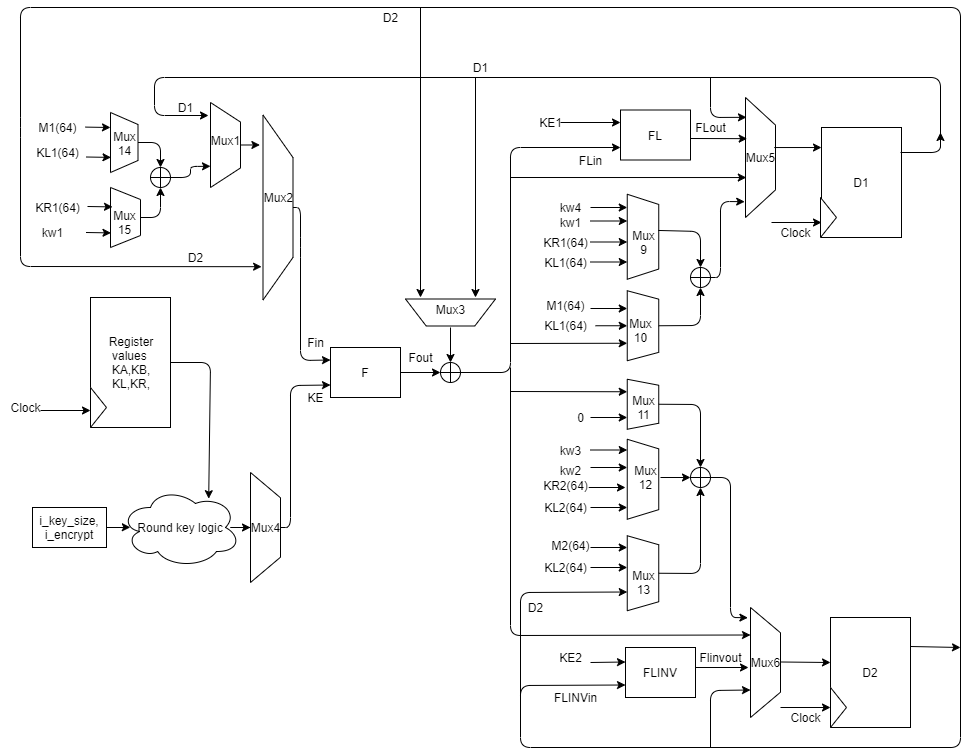 D2
D1
D1
M1(64)
KL1(64)
Mux
14
Mux1
KR1(64)
kw1
Mux
15
Mux2
D2
KE1
FL
FLout
FLin
Mux5
D1
Clock
kw4
kw1
KR1(64)
KL1(64)
Mux
9
M1(64)
KL1(64)
Mux
10
Mux3
Register
values
KA,KB,
KL,KR,
Clock
Fin
F
Fout
KE
Mux
11
0
kw3
kw2
KR2(64)
KL2(64)
Mux
12
i_key_size,
i_encrypt
Round key logic
Mux4
M2(64)
KL2(64)
Mux
13
D2
KE2
FLINV
Flinvout
FLINVin
Mux6
D2
Clock